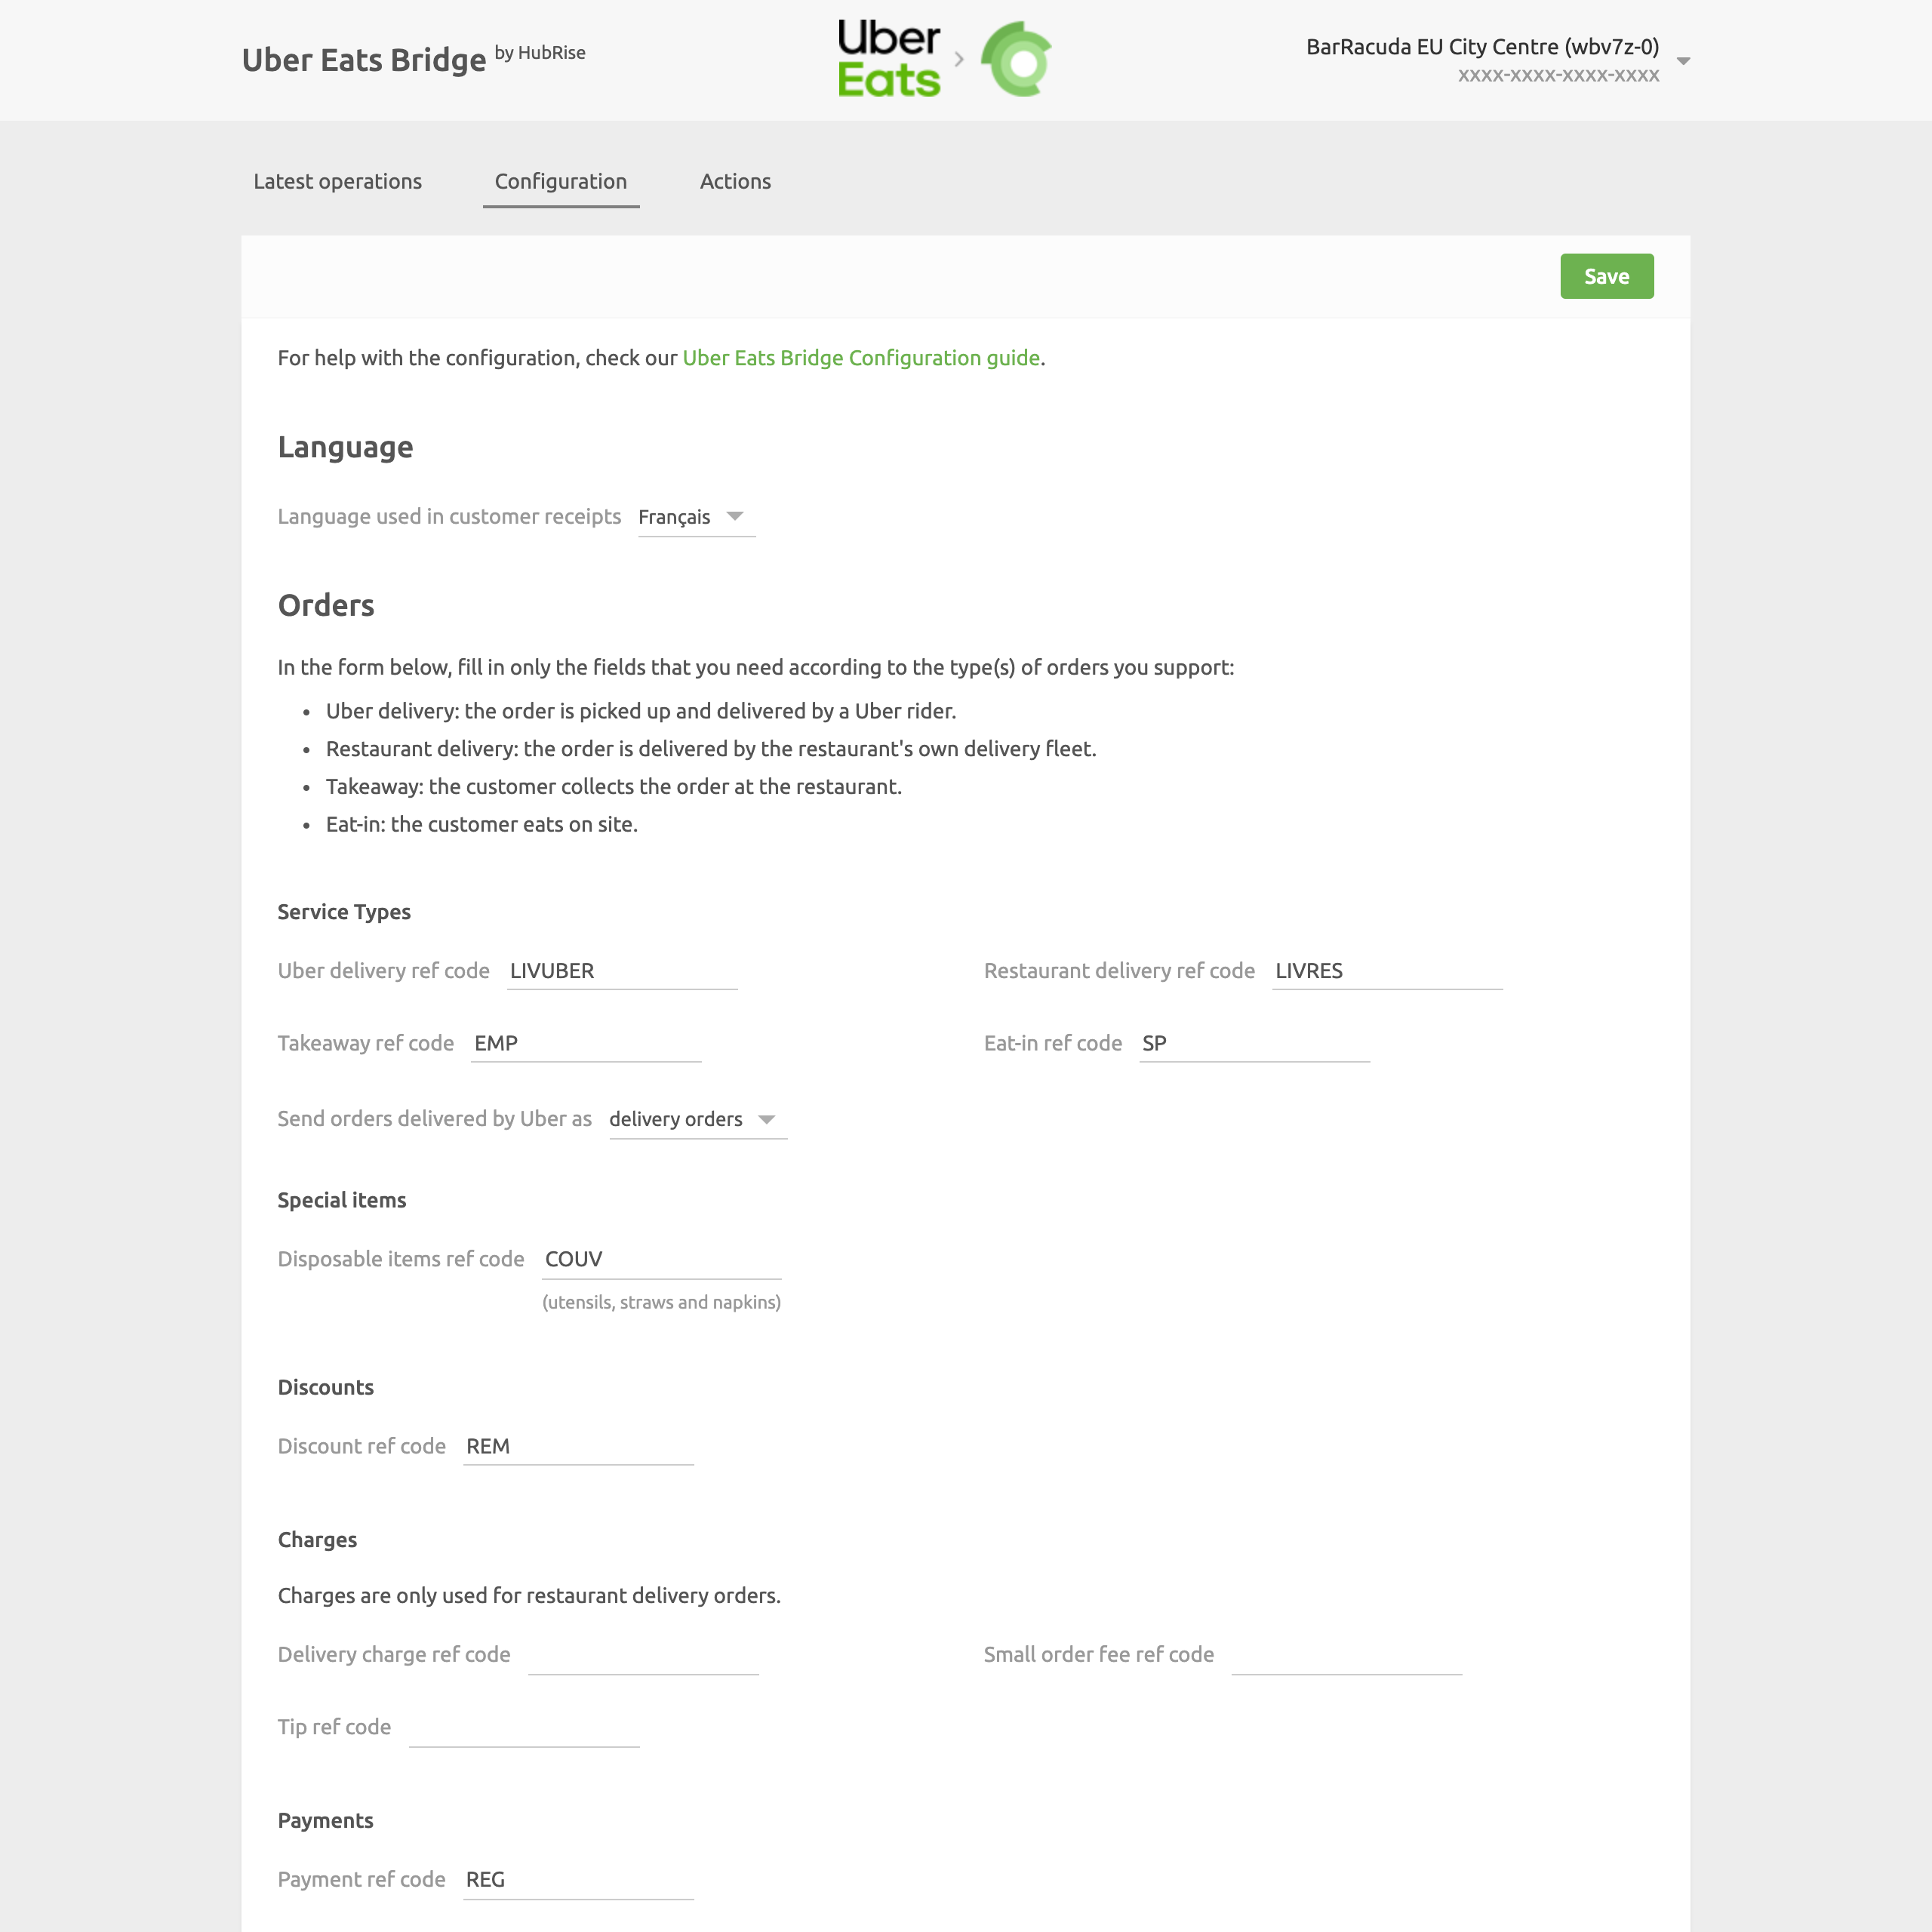 Uber Eats Bridge by HubRise
Uber
Eats
BarRacuda EU City Centre (wbv7z-0)
xxxx-xxxx-xxxx-xxxx
Latest operations
Configuration
Actions
Save
For help with the configuration, check our Uber Eats Bridge Configuration guide.
Language
Language used in customer receipts Français
Orders
In the form below, fill in only the fields that you need according to the type(s) of orders you support:
• Uber delivery: the order is picked up and delivered by a Uber rider.
• Restaurant delivery: the order is delivered by the restaurant's own delivery fleet.
• Takeaway: the customer collects the order at the restaurant.
• Eat-in: the customer eats on site.
Service Types
Uber delivery ref code LIVUBER
Restaurant delivery ref code LIVRES
Takeaway ref code EMP
Eat-in ref code SP
Send orders delivered by Uber as delivery orders
Special items
Disposable items ref code COUV
(utensils, straws and napkins)
Discounts
Discount ref code REM
Charges
Charges are only used for restaurant delivery orders.
Delivery charge ref code
Small order fee ref code
Tip ref code
Payments
Payment ref code REG